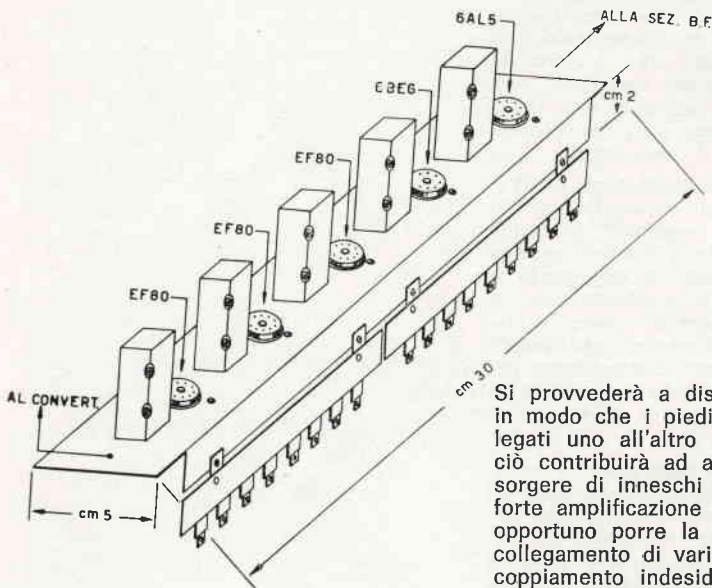 6AL5
ALLA SEZ. B.F.
EBE6
cm 2
EF80
EF80
EF80
AL CONVERT.
cm 30
cm 5
Si provvederà a dis
in modo che i piedi
legati uno all'altro
ciò contribuirà ad a
sorgere di inneschi
forte amplificazione
opportuno porre la
collegamento di vari
coppiamento indesid